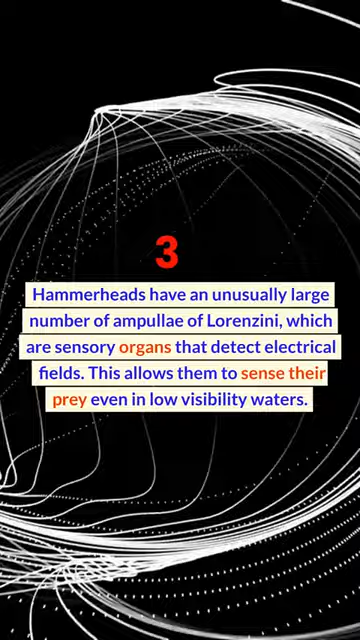 3
Hammerheads have an unusually large
number of ampullae of Lorenzini, which
are sensory organs that detect electrical
fields. This allows them to sense their
prey even in low visibility waters.